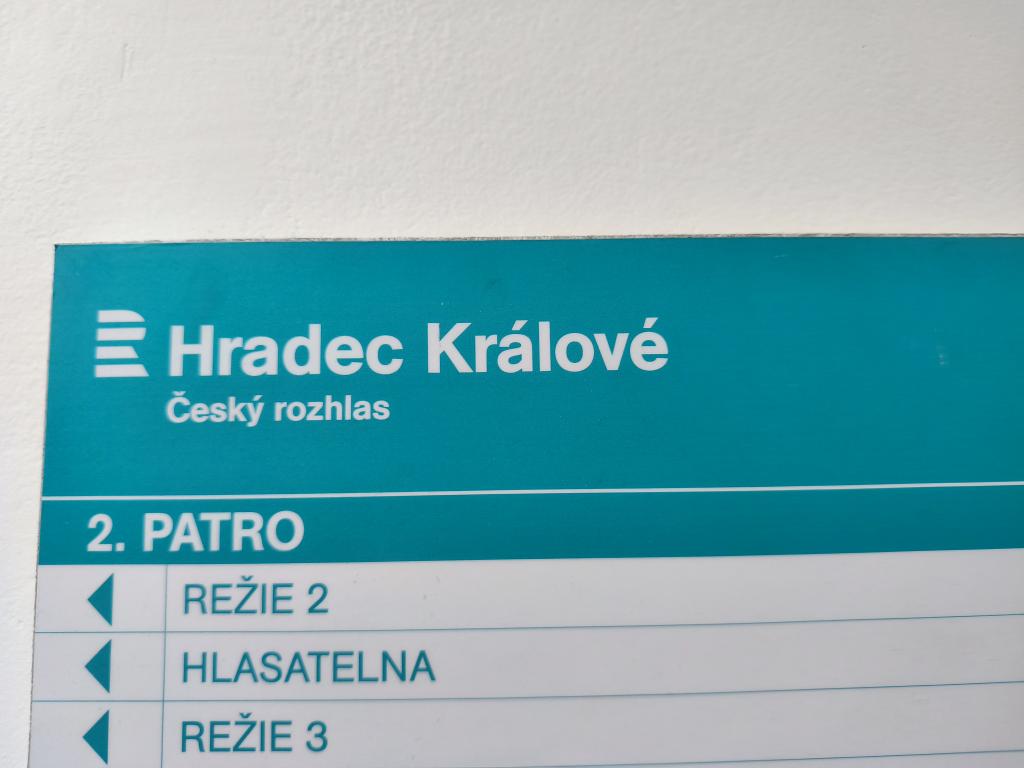 Hradec Králové
Český rozhlas
2. PATRO
REŽIE 2
HLASATELNA
REŽIE 3